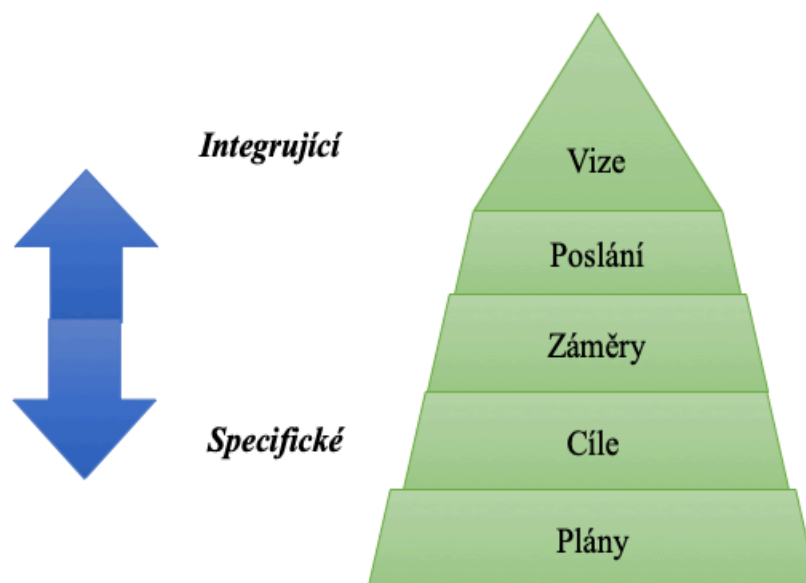 Integrující
Vize
Poslání
Záměry
Specifické
Cíle
Plány